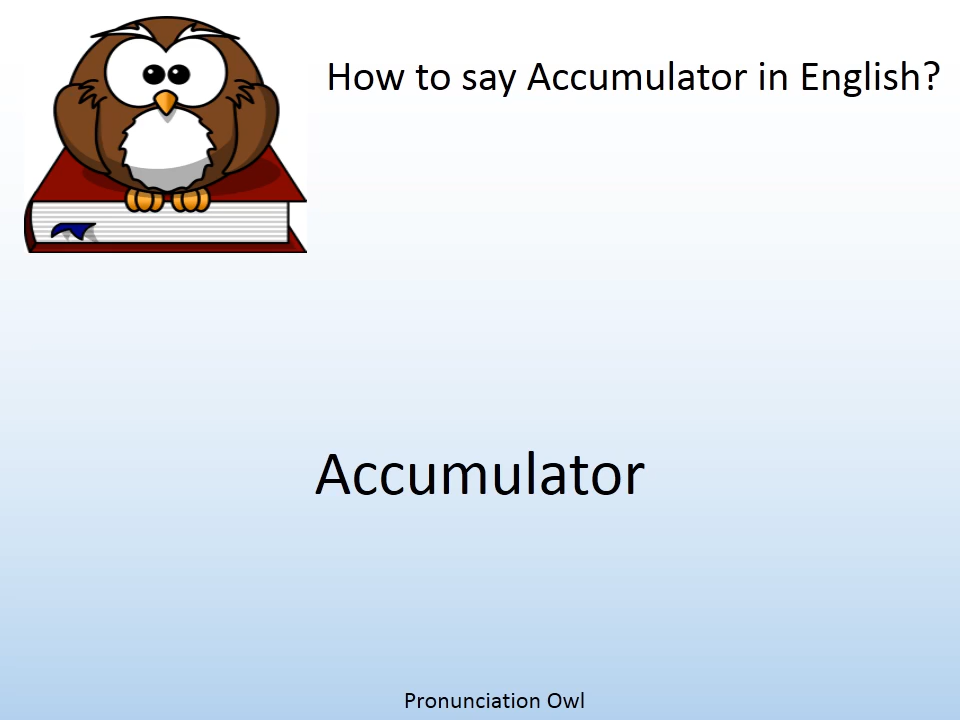 How to say Accumulator in English?
Accumulator
Pronunciation Owl